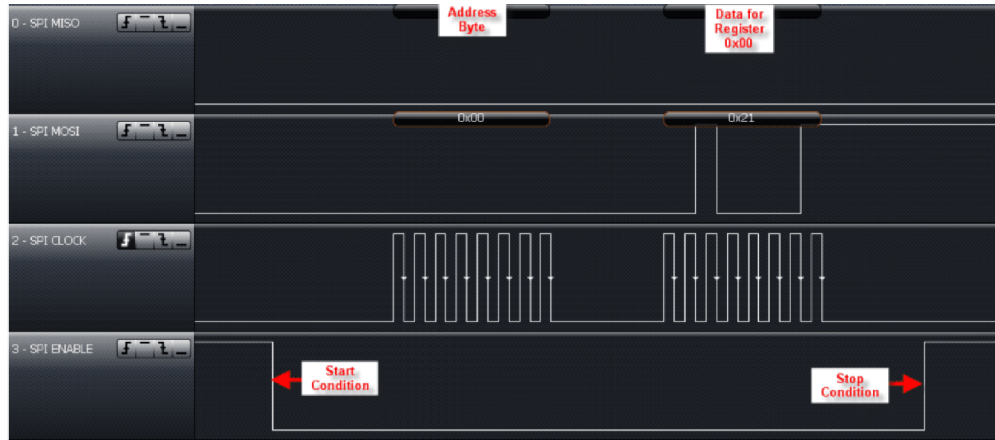 0 - SPI MISO
Address
Byte
Data for
Register
0x00
1 - SPI MOSI
0x00
0x21
2 - SPI CLOCK
3 - SPI ENABLE
Start
Condition
Stop
Condition